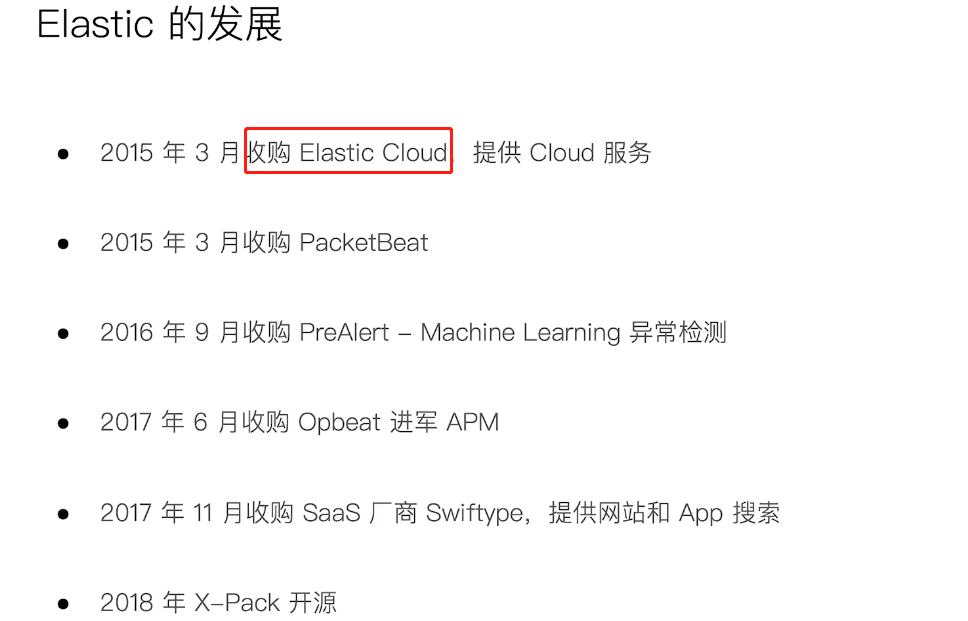 Elastic 的发展
2015 年 3 月收购 Elastic Cloud，提供 Cloud 服务
2015 年 3 月收购 PacketBeat
2016 年 9 月收购 PreAlert – Machine Learning 异常检测
2017 年 6 月收购 Opbeat 进军 APM
2017 年 11 月收购 SaaS 厂商 Swiftype，提供网站和 App 搜索
2018 年 X-Pack 开源